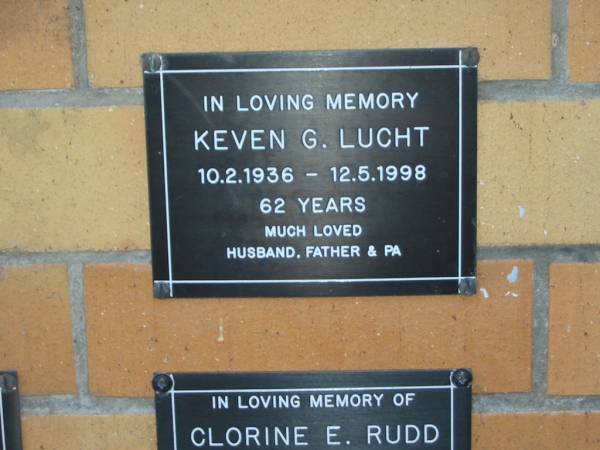 IN LOVING MEMORY
KEVEN G. LUCHT
10.2.1936 – 12.5.1998
62 YEARS
MUCH LOVED
HUSBAND, FATHER & PA
IN LOVING MEMORY OF
CLORINE E. RUDD